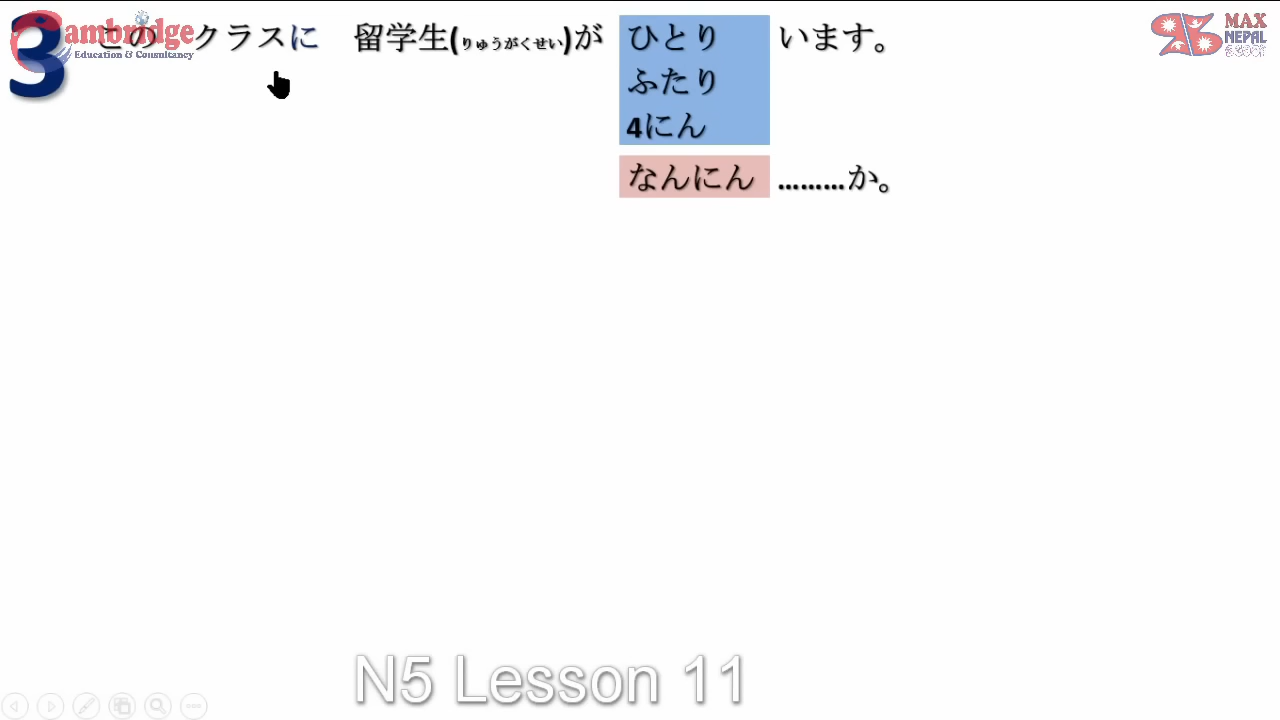 3 この クラスに 留学生(りゅうがくせい)が ひとり います。
ふたり
4にん
なんにん ………か。
Cambridge
Education & Consultancy
MAX
NEPAL
N5 Lesson 11